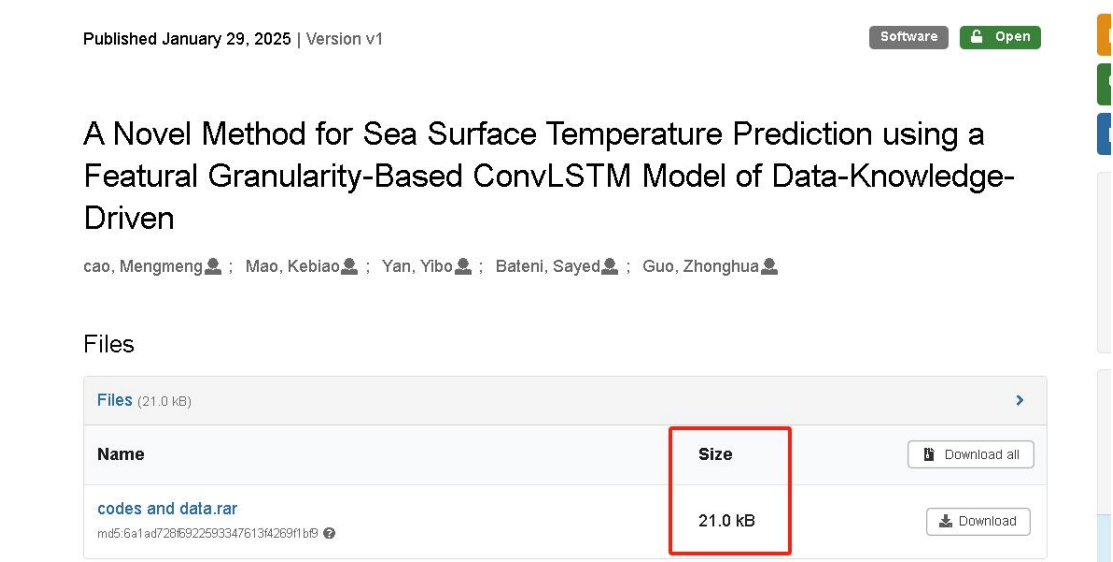 Published January 29, 2025 | Version v1
Software
Open
A Novel Method for Sea Surface Temperature Prediction using a
Featural Granularity-Based ConvLSTM Model of Data-Knowledge-
Driven
cao, Mengmeng ; Mao, Kebiao ; Yan, Yibo ; Bateni, Sayed ; Guo, Zhonghua
Files
Files (21.0 kB)
Name Size Download all
codes and data.rar
md5:6a1ad728f6922593347613f4269f1bf9
21.0 kB
Download